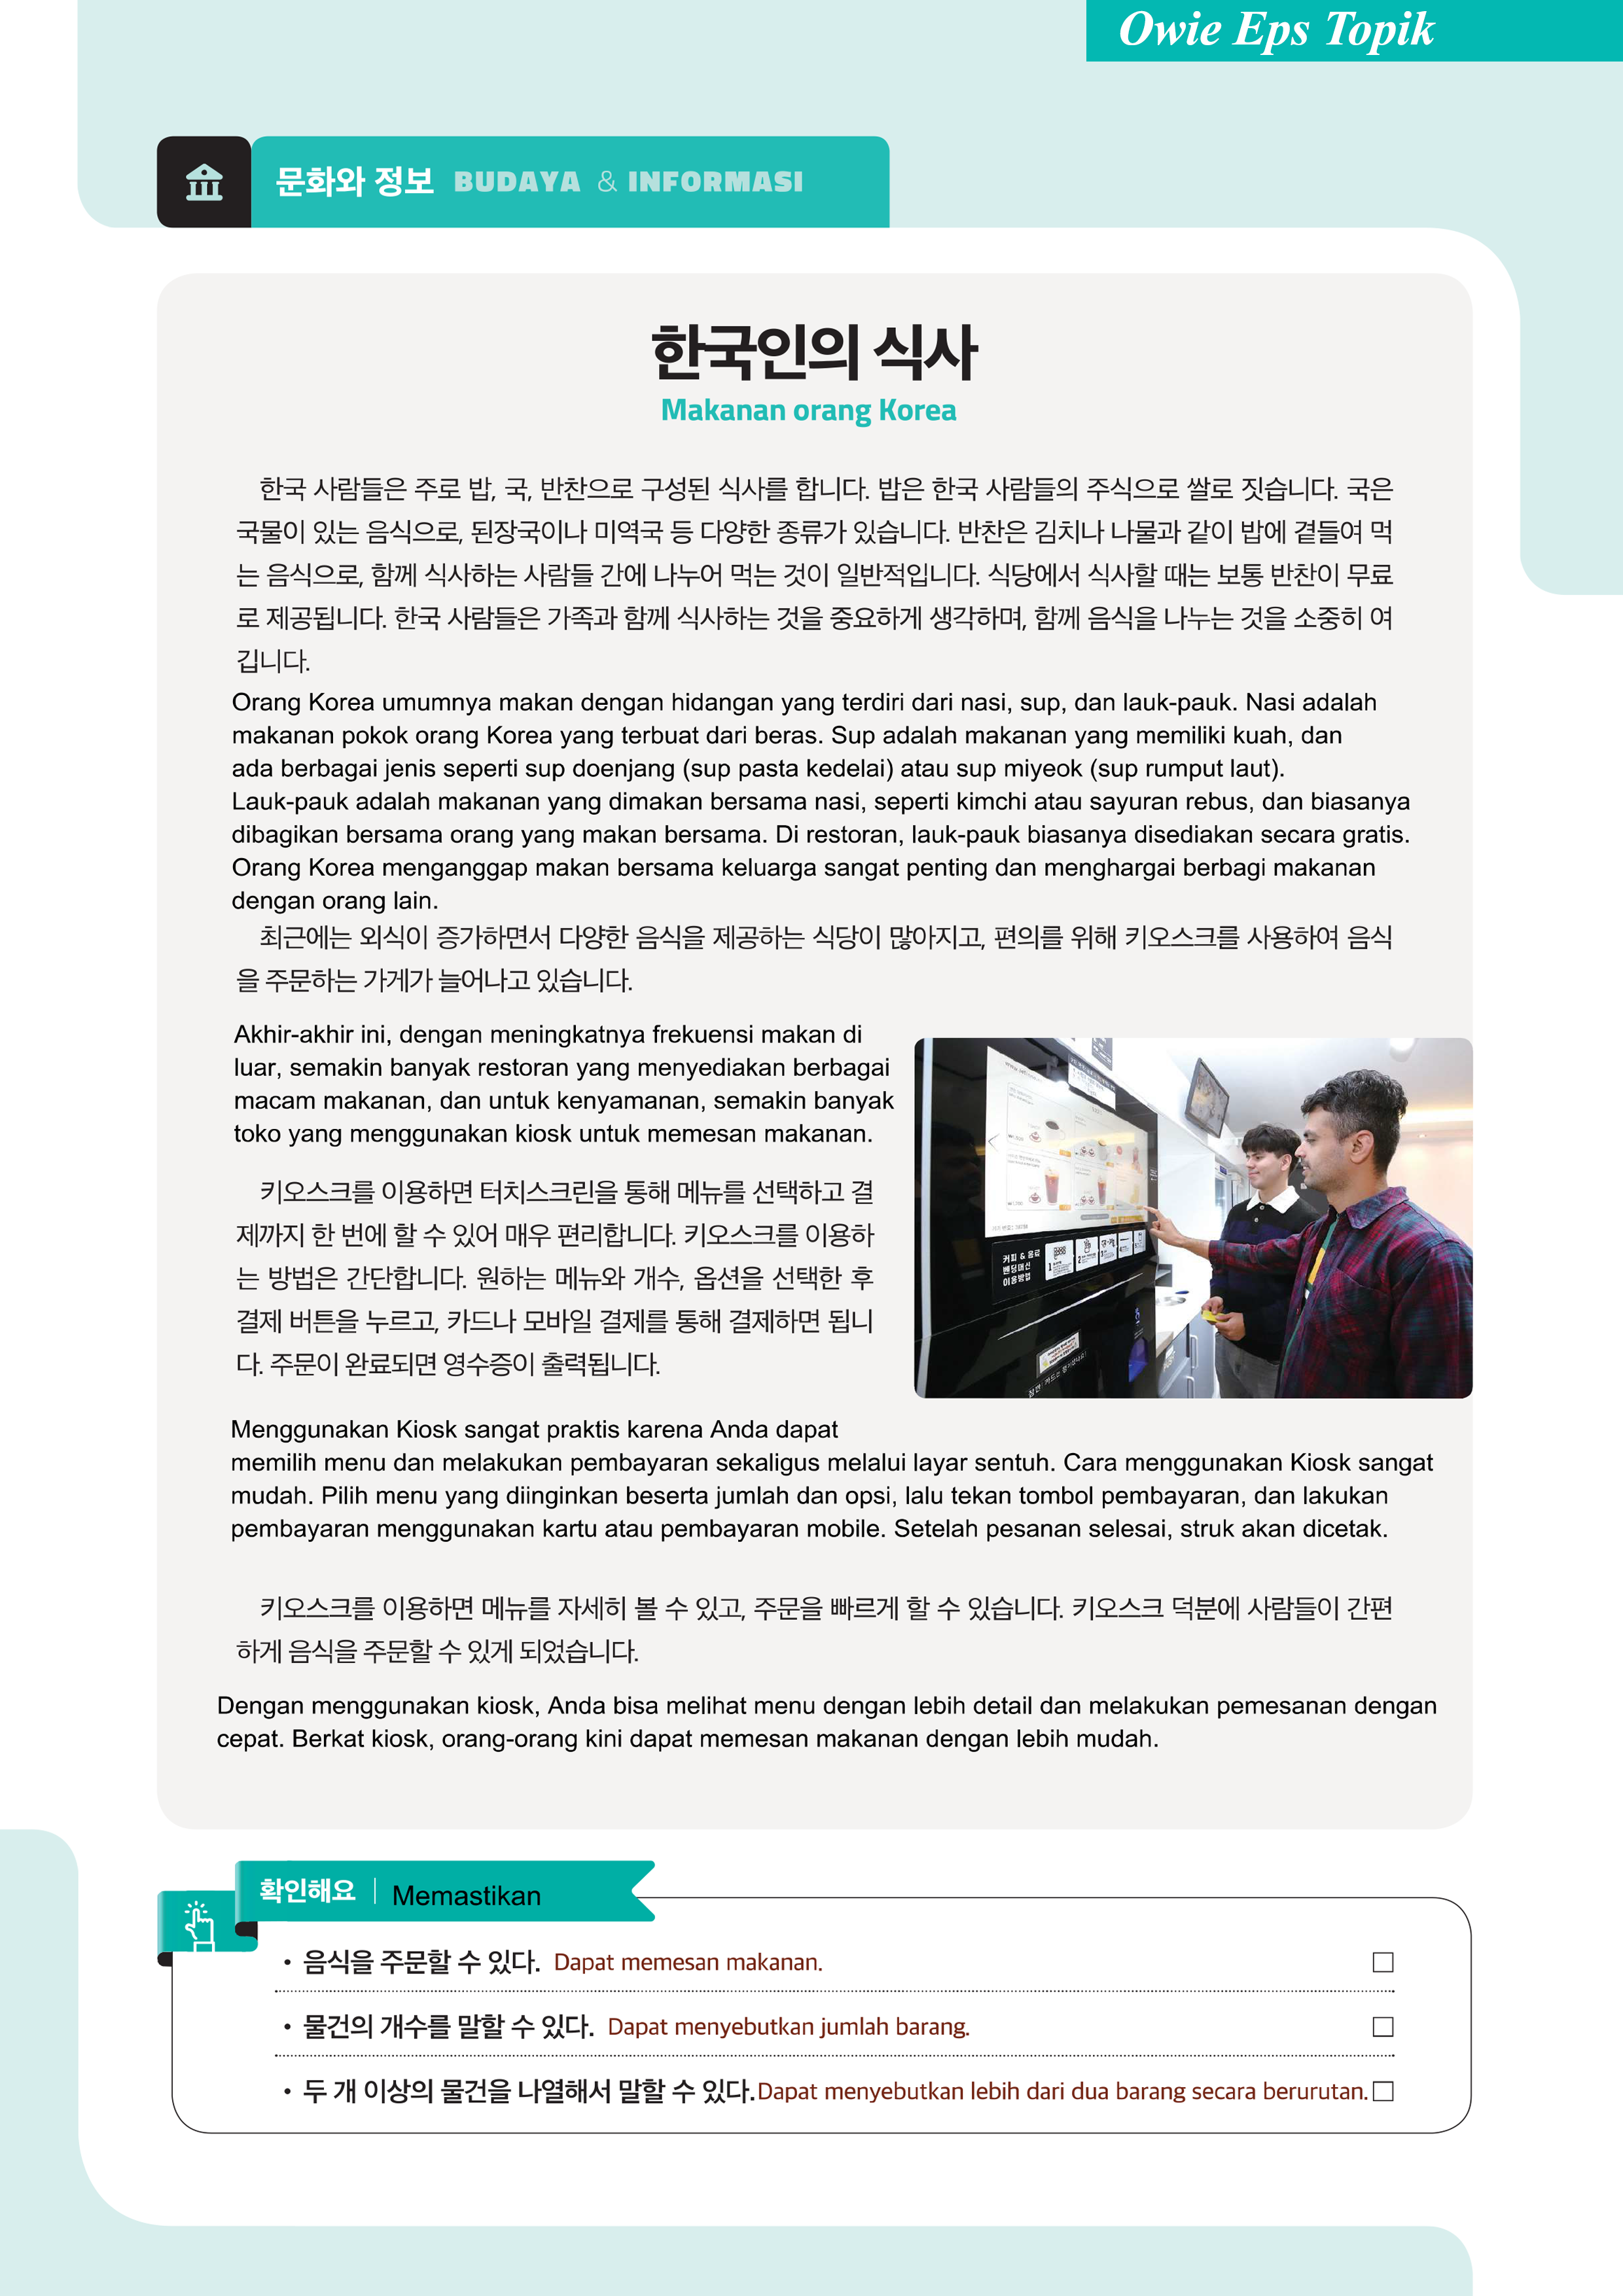 Owie Eps Topik
문화와 정보 BUDAYA & INFORMASI
한국인의 식사
Makanan orang Korea
한국 사람들은 주로 밥, 국, 반찬으로 구성된 식사를 합니다. 밥은 한국 사람들의 주식으로 쌀로 짓습니다. 국은
국물이 있는 음식으로, 된장국이나 미역국 등 다양한 종류가 있습니다. 반찬은 김치나 나물과 같이 밥에 곁들여 먹
는 음식으로, 함께 식사하는 사람들 간에 나누어 먹는 것이 일반적입니다. 식당에서 식사할 때는 보통 반찬이 무료
로 제공됩니다. 한국 사람들은 가족과 함께 식사하는 것을 중요하게 생각하며, 함께 음식을 나누는 것을 소중히 여
깁니다.
Orang Korea umumnya makan dengan hidangan yang terdiri dari nasi, sup, dan lauk-pauk. Nasi adalah
makanan pokok orang Korea yang terbuat dari beras. Sup adalah makanan yang memiliki kuah, dan
ada berbagai jenis seperti sup doenjang (sup pasta kedelai) atau sup miyeok (sup rumput laut).
Lauk-pauk adalah makanan yang dimakan bersama nasi, seperti kimchi atau sayuran rebus, dan biasanya
dibagikan bersama orang yang makan bersama. Di restoran, lauk-pauk biasanya disediakan secara gratis.
Orang Korea menganggap makan bersama keluarga sangat penting dan menghargai berbagi makanan
dengan orang lain.
최근에는 외식이 증가하면서 다양한 음식을 제공하는 식당이 많아지고, 편의를 위해 키오스크를 사용하여 음식
을 주문하는 가게가 늘어나고 있습니다.
Akhir-akhir ini, dengan meningkatnya frekuensi makan di
luar, semakin banyak restoran yang menyediakan berbagai
macam makanan, dan untuk kenyamanan, semakin banyak
toko yang menggunakan kiosk untuk memesan makanan.
키오스크를 이용하면 터치스크린을 통해 메뉴를 선택하고 결
제까지 한 번에 할 수 있어 매우 편리합니다. 키오스크를 이용하
는 방법은 간단합니다. 원하는 메뉴와 개수, 옵션을 선택한 후
결제 버튼을 누르고, 카드나 모바일 결제를 통해 결제하면 됩니
다. 주문이 완료되면 영수증이 출력됩니다.
커피 & 음료
벤딩머신
이용방법
Menggunakan Kiosk sangat praktis karena Anda dapat
memilih menu dan melakukan pembayaran sekaligus melalui layar sentuh. Cara menggunakan Kiosk sangat
mudah. Pilih menu yang diinginkan beserta jumlah dan opsi, lalu tekan tombol pembayaran, dan lakukan
pembayaran menggunakan kartu atau pembayaran mobile. Setelah pesanan selesai, struk akan dicetak.
키오스크를 이용하면 메뉴를 자세히 볼 수 있고, 주문을 빠르게 할 수 있습니다. 키오스크 덕분에 사람들이 간편
하게 음식을 주문할 수 있게 되었습니다.
Dengan menggunakan kiosk, Anda bisa melihat menu dengan lebih detail dan melakukan pemesanan dengan
cepat. Berkat kiosk, orang-orang kini dapat memesan makanan dengan lebih mudah.
확인해요 | Memastikan
• 음식을 주문할 수 있다. Dapat memesan makanan.
• 물건의 개수를 말할 수 있다. Dapat menyebutkan jumlah barang.
• 두 개 이상의 물건을 나열해서 말할 수 있다. Dapat menyebutkan lebih dari dua barang secara berurutan.